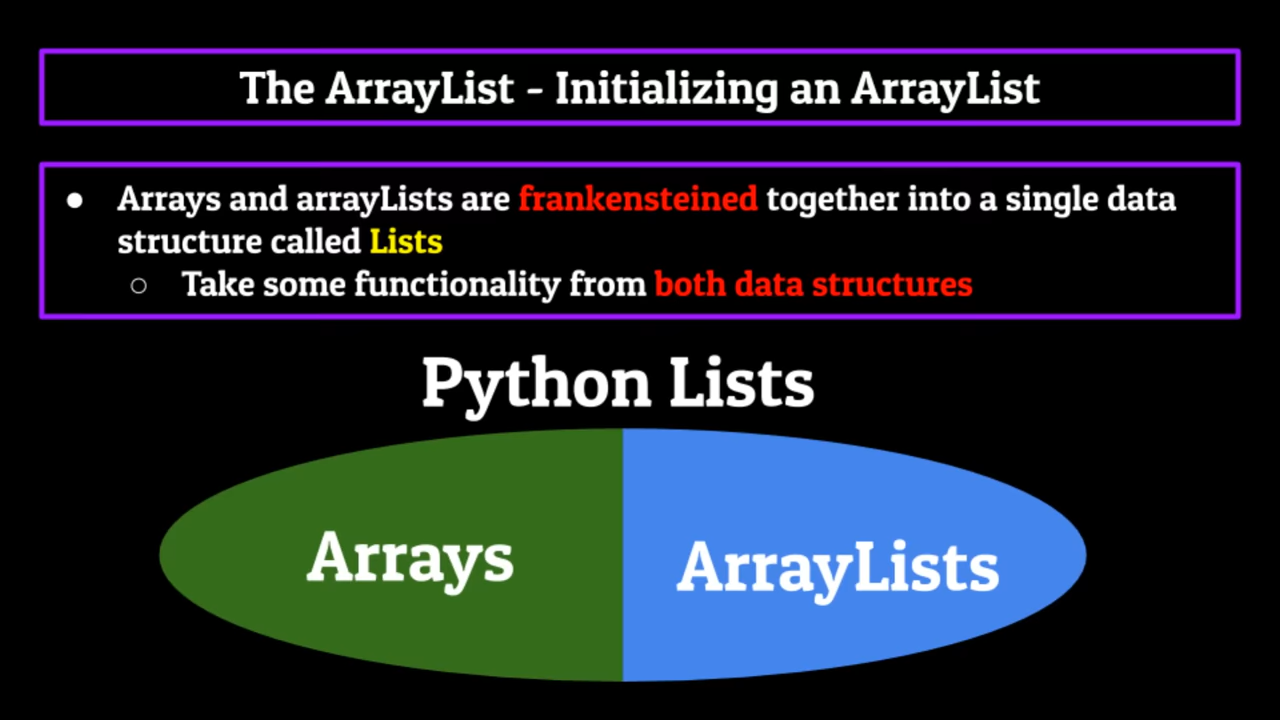 The ArrayList - Initializing an ArrayList
● Arrays and arrayLists are frankensteined together into a single data
structure called Lists
○ Take some functionality from both data structures
Python Lists
Arrays
ArrayLists